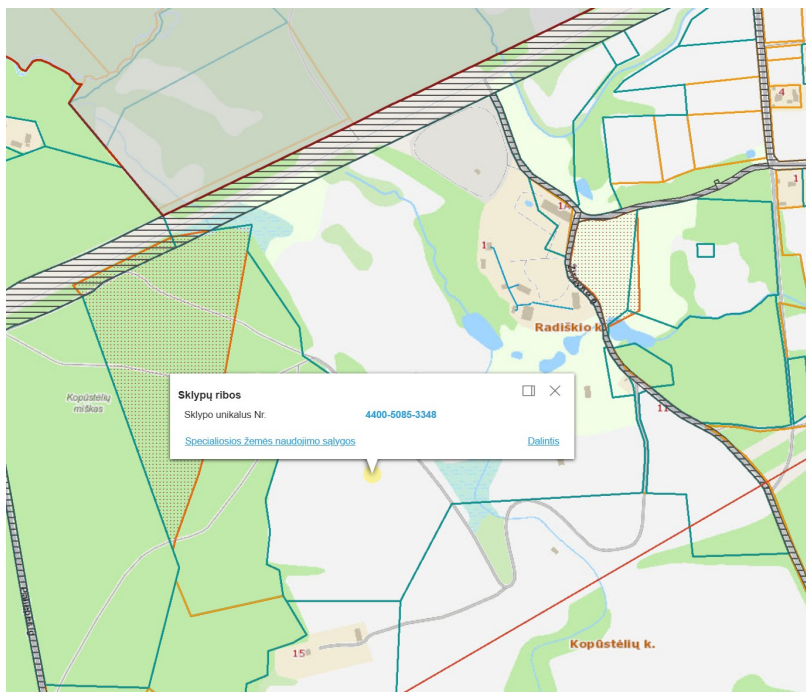 4
1
1A
1
Radiškio k.
Kopūstėlių
miškas
Sklypų ribos
Sklypo unikalus Nr. 4400-5085-3348
Specialiosios žemės naudojimo sąlygos Dalintis
11
15
Kopūstėlių k.